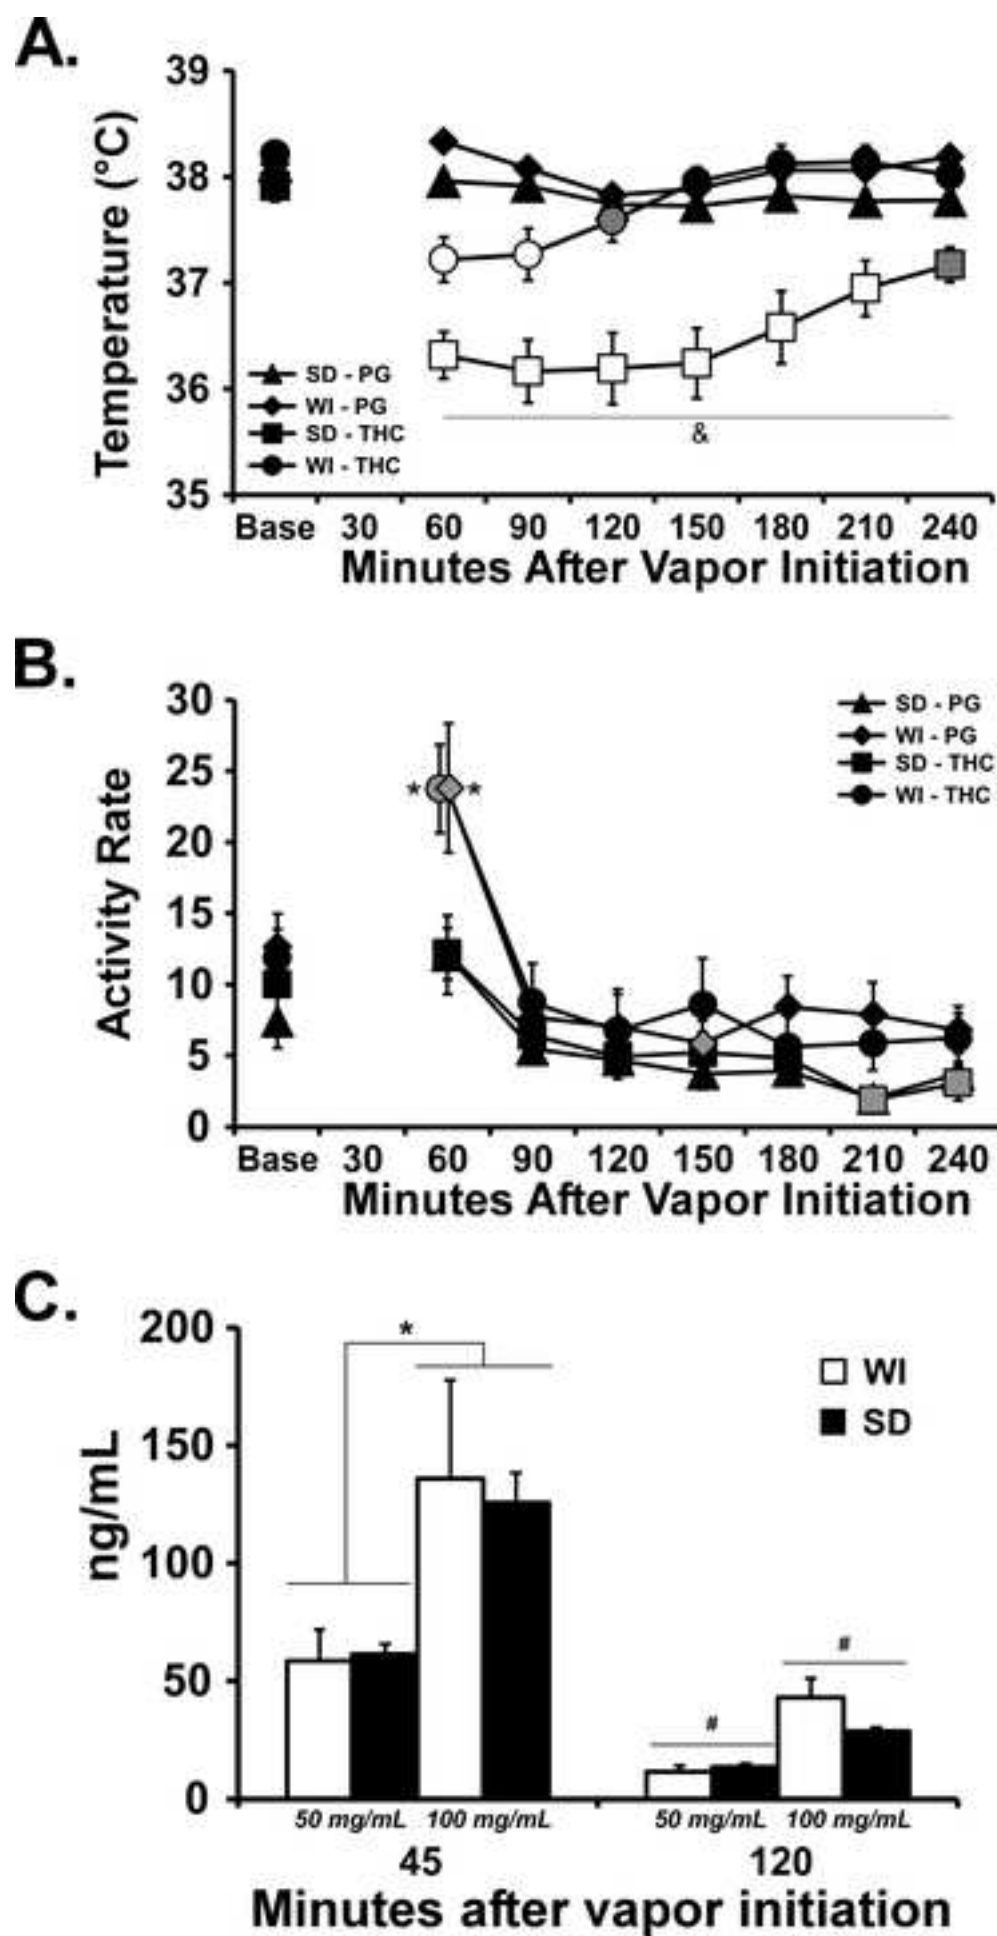 A.
39
38
37
36
35
Temperature (°C)
SD - PG
WI - PG
SD - THC
WI - THC
&
Base 30 60 90 120 150 180 210 240
Minutes After Vapor Initiation
B.
30
25
20
15
10
5
0
Activity Rate
* *
SD - PG
WI - PG
SD - THC
WI - THC
Base 30 60 90 120 150 180 210 240
Minutes After Vapor Initiation
C.
200
150
100
50
0
ng/mL
*
WI
SD
#
#
50 mg/mL 100 mg/mL 50 mg/mL 100 mg/mL
45 120
Minutes after vapor initiation